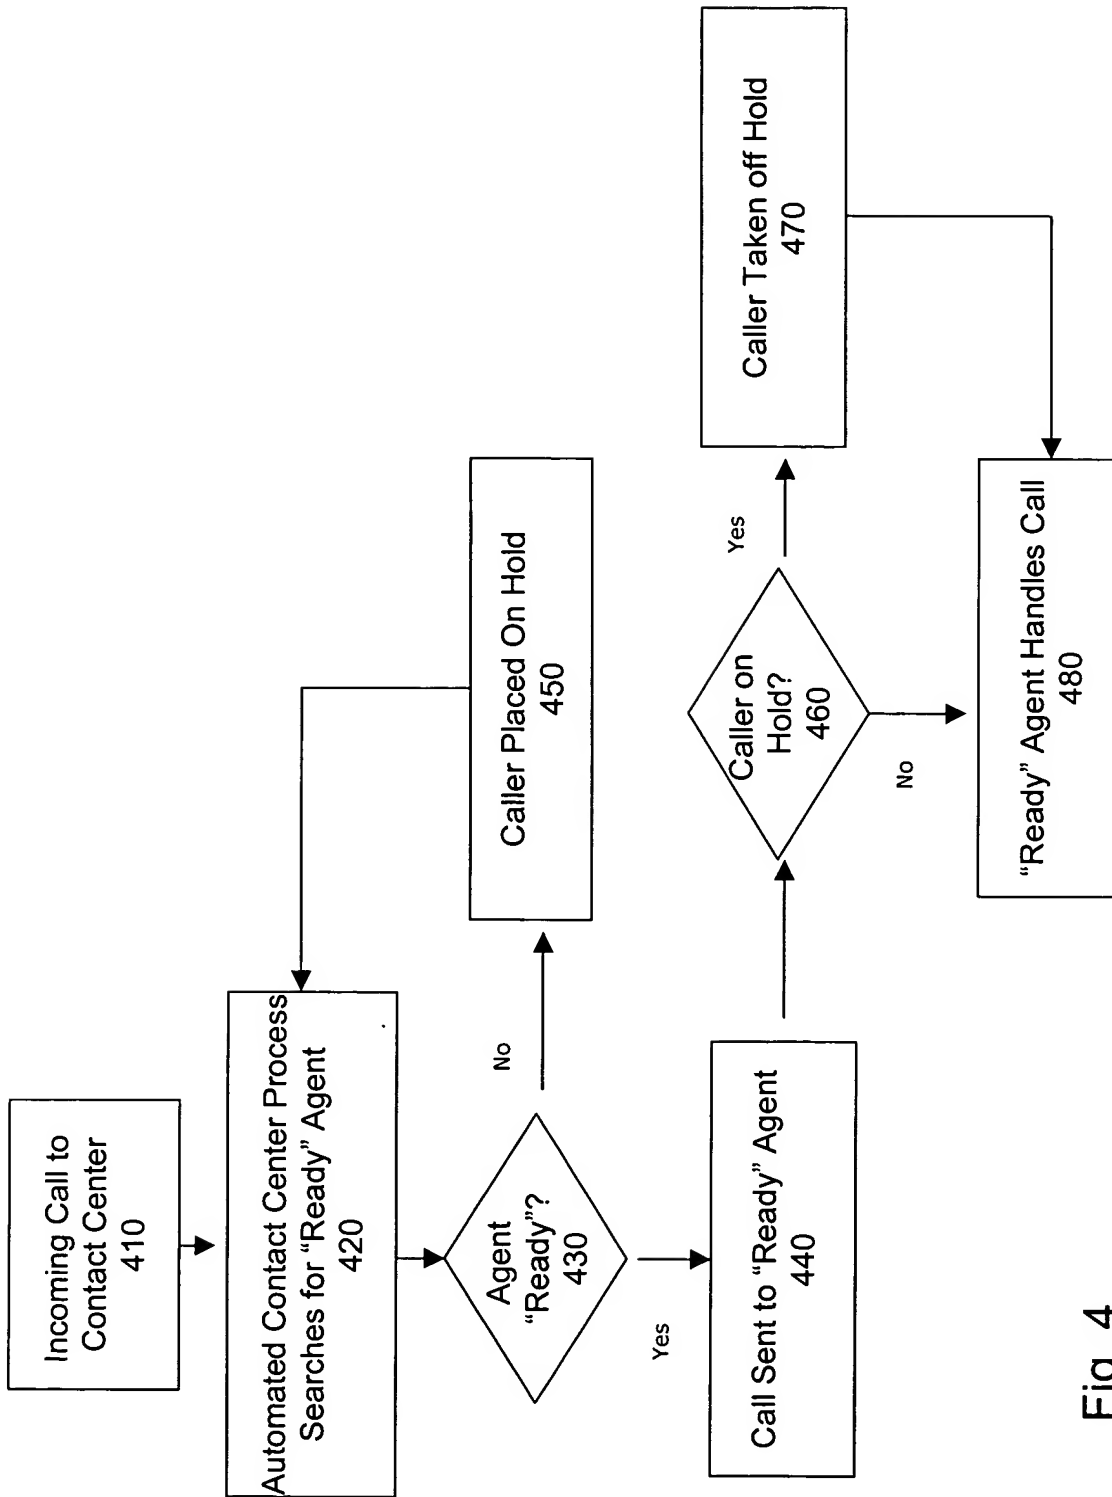 Incoming Call to
Contact Center
410
Automated Contact Center Process
Searches for “Ready” Agent
420
Agent
“Ready”?
430
No
Caller Placed On Hold
450
Yes
Call Sent to “Ready” Agent
440
Caller on
Hold?
460
Yes
Caller Taken off Hold
470
No
“Ready” Agent Handles Call
480
Fig. 4